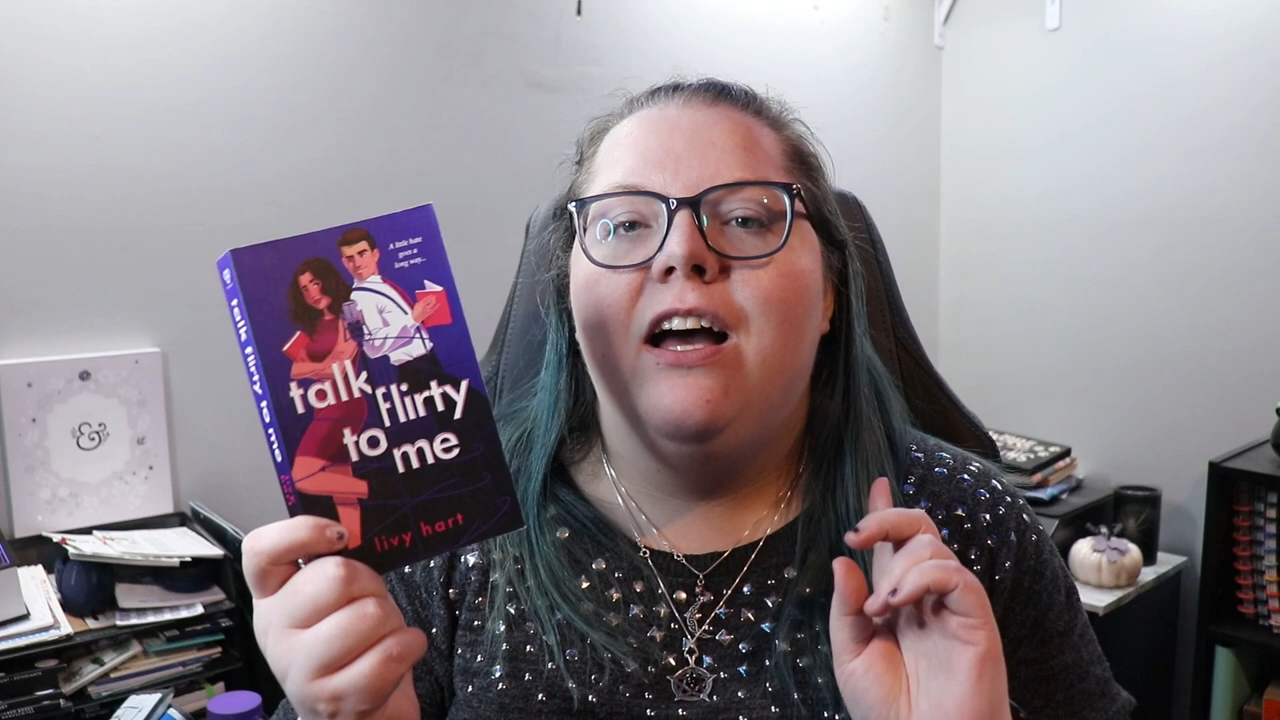 A little hate
goes a
long way...
talk
flirty
to
me
livy hart
talk flirty to me
&